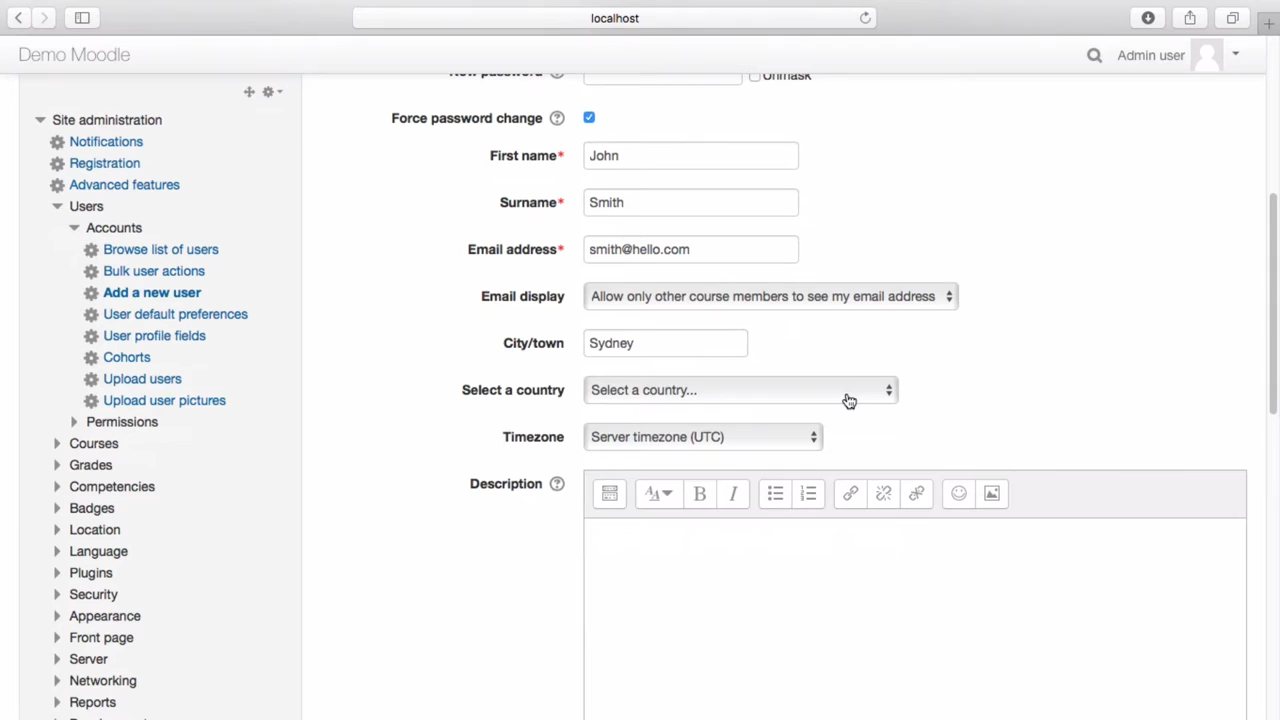 localhost
Demo Moodle
Admin user
New password
Unmask
Site administration
Notifications
Registration
Advanced features
Users
Accounts
Browse list of users
Bulk user actions
Add a new user
User default preferences
User profile fields
Cohorts
Upload users
Upload user pictures
Permissions
Courses
Grades
Competencies
Badges
Location
Language
Plugins
Security
Appearance
Front page
Server
Networking
Reports
Force password change ?
First name* John
Surname* Smith
Email address* smith@hello.com
Email display Allow only other course members to see my email address
City/town Sydney
Select a country Select a country...
Timezone Server timezone (UTC)
Description ?